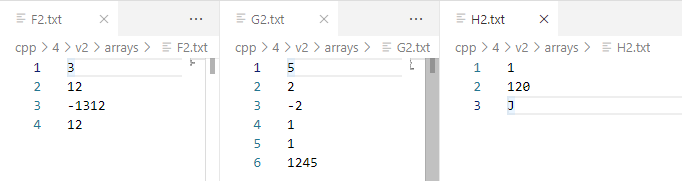 F2.txt
cpp > 4 > v2 > arrays > F2.txt
1 3
2 12
3 -1312
4 12
G2.txt
cpp > 4 > v2 > arrays > G2.txt
1 5
2 2
3 -2
4 1
5 1
6 1245
H2.txt
cpp > 4 > v2 > arrays > H2.txt
1 1
2 120
3 J